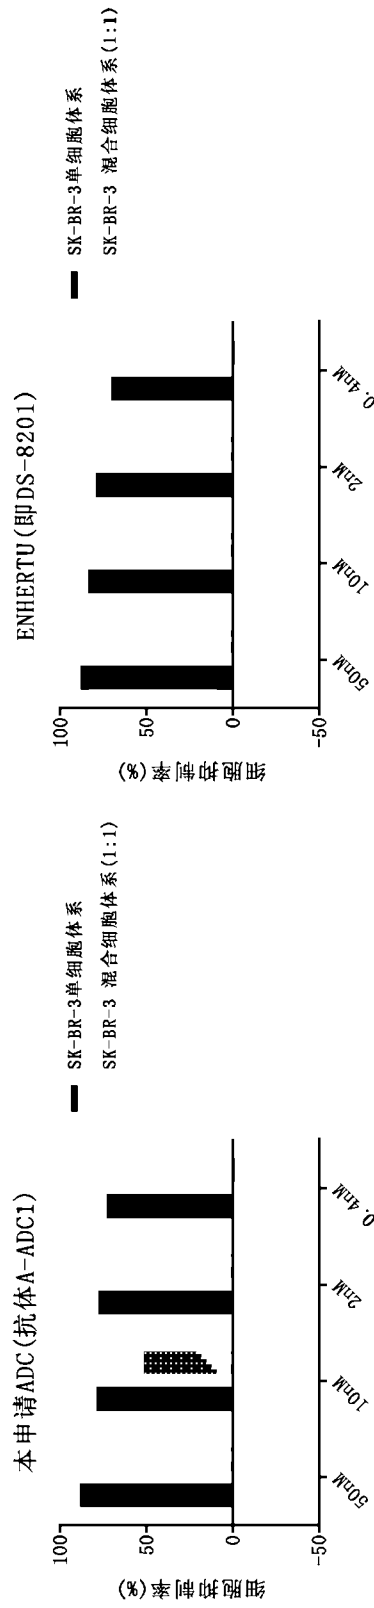 本申请ADC(抗体A-ADC1)
SK-BR-3单细胞体系
SK-BR-3 混合细胞体系(1:1)
细胞抑制率(%)
100
50
0
-50
50nM
10nM
2nM
0.4nM
ENHERTU(即DS-8201)
SK-BR-3单细胞体系
SK-BR-3 混合细胞体系(1:1)
细胞抑制率(%)
100
50
0
-50
50nM
10nM
2nM
0.4nM